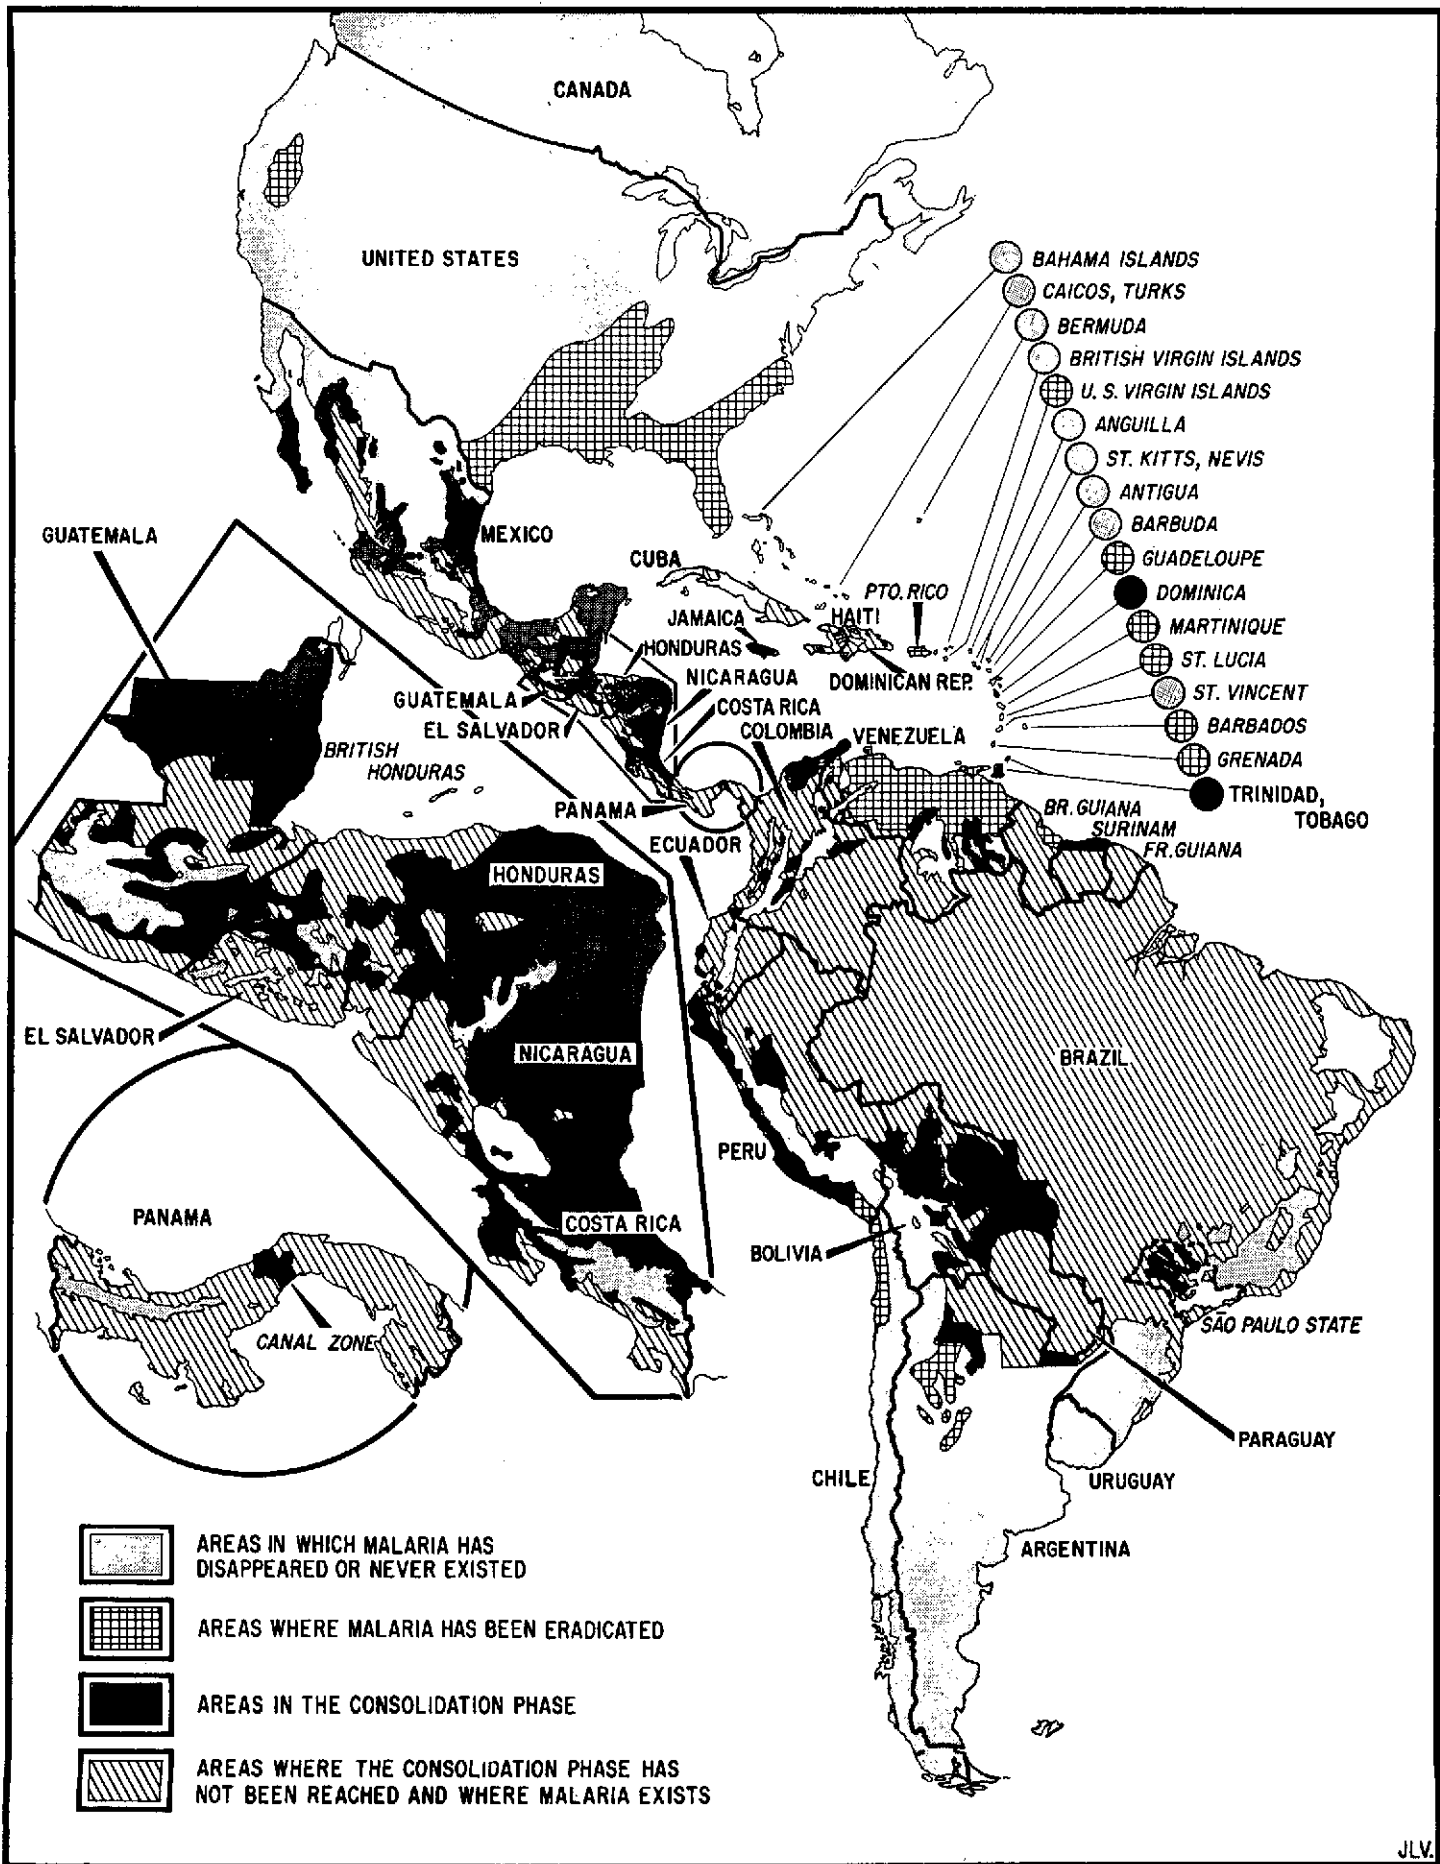 CANADA
UNITED STATES
BAHAMA ISLANDS
CAICOS, TURKS
BERMUDA
BRITISH VIRGIN ISLANDS
U. S. VIRGIN ISLANDS
ANGUILLA
ST. KITTS, NEVIS
ANTIGUA
BARBUDA
GUADELOUPE
DOMINICA
MARTINIQUE
ST. LUCIA
ST. VINCENT
BARBADOS
GRENADA
TRINIDAD,
TOBAGO
GUATEMALA
MEXICO
CUBA
PTO. RICO
JAMAICA
HAITI
HONDURAS
NICARAGUA
DOMINICAN REP.
GUATEMALA
COSTA RICA
EL SALVADOR
COLOMBIA
VENEZUELA
BRITISH
HONDURAS
PANAMA
BR. GUIANA
SURINAM
FR. GUIANA
ECUADOR
HONDURAS
EL SALVADOR
NICARAGUA
BRAZIL
PERU
PANAMA
COSTA RICA
BOLIVIA
CANAL ZONE
SÃO PAULO STATE
PARAGUAY
CHILE
URUGUAY
ARGENTINA
AREAS IN WHICH MALARIA HAS
DISAPPEARED OR NEVER EXISTED
AREAS WHERE MALARIA HAS BEEN ERADICATED
AREAS IN THE CONSOLIDATION PHASE
AREAS WHERE THE CONSOLIDATION PHASE HAS
NOT BEEN REACHED AND WHERE MALARIA EXISTS
JLV.